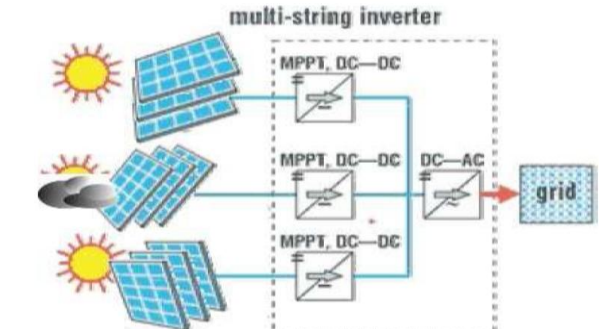 multi-string inverter
MPPT, DC—DC
MPPT, DC—DC
DC—AC
grid
MPPT, DC—DC